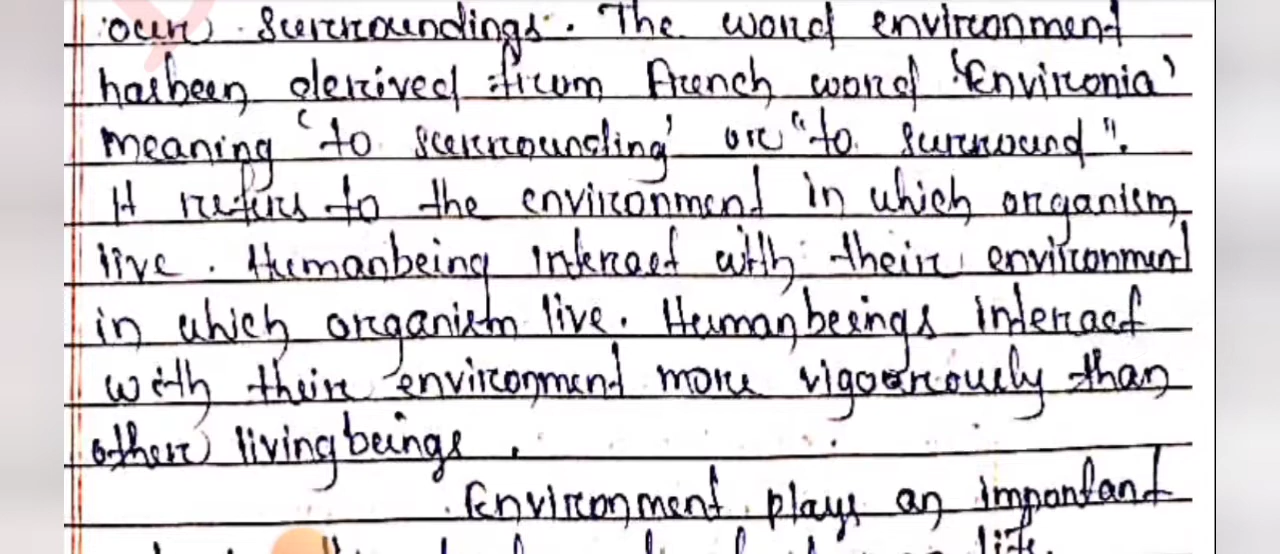 our surroundings. The word environment
hasbeen derived from French word 'Environia'
meaning 'to surrounding' or "to surround".
It refers to the environment in which organism
live. Humanbeing interact with their environment
in which organism live. Humanbeings interact
with their environment more vigorously than
other livingbeings.
Environment plays an important
life.